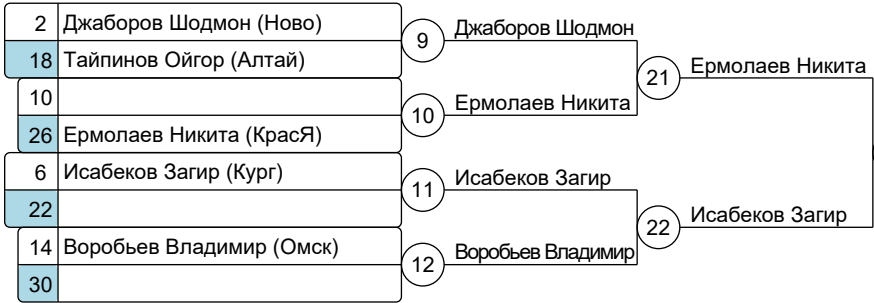 2 Джаборов Шодмон (Ново)
18 Тайпинов Ойгор (Алтай)
9 Джаборов Шодмон
10
26 Ермолаев Никита (КрасЯ)
10 Ермолаев Никита
21 Ермолаев Никита
6 Исабеков Загир (Кург)
22
11 Исабеков Загир
14 Воробьев Владимир (Омск)
30
12 Воробьев Владимир
22 Исабеков Загир